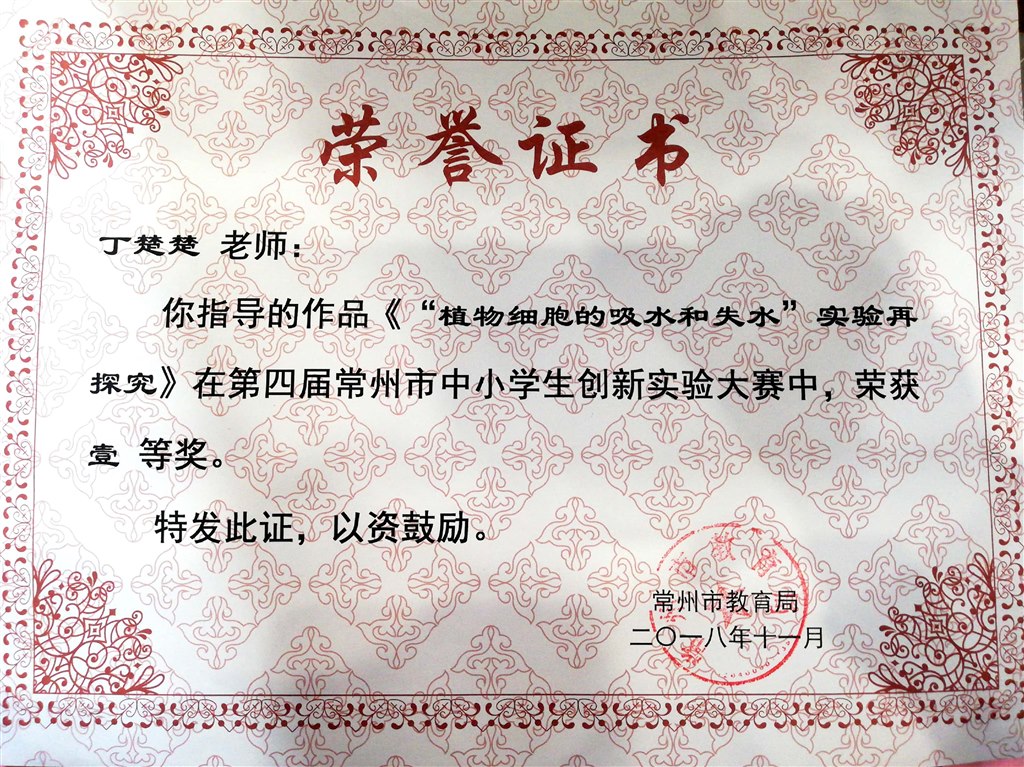 荣誉证书
丁楚楚 老师：
你指导的作品《“植物细胞的吸水和失水”实验再
探究》在第四届常州市中小学生创新实验大赛中，荣获
壹 等奖。
特发此证，以资鼓励。
常州市教育局
二〇一八年十一月